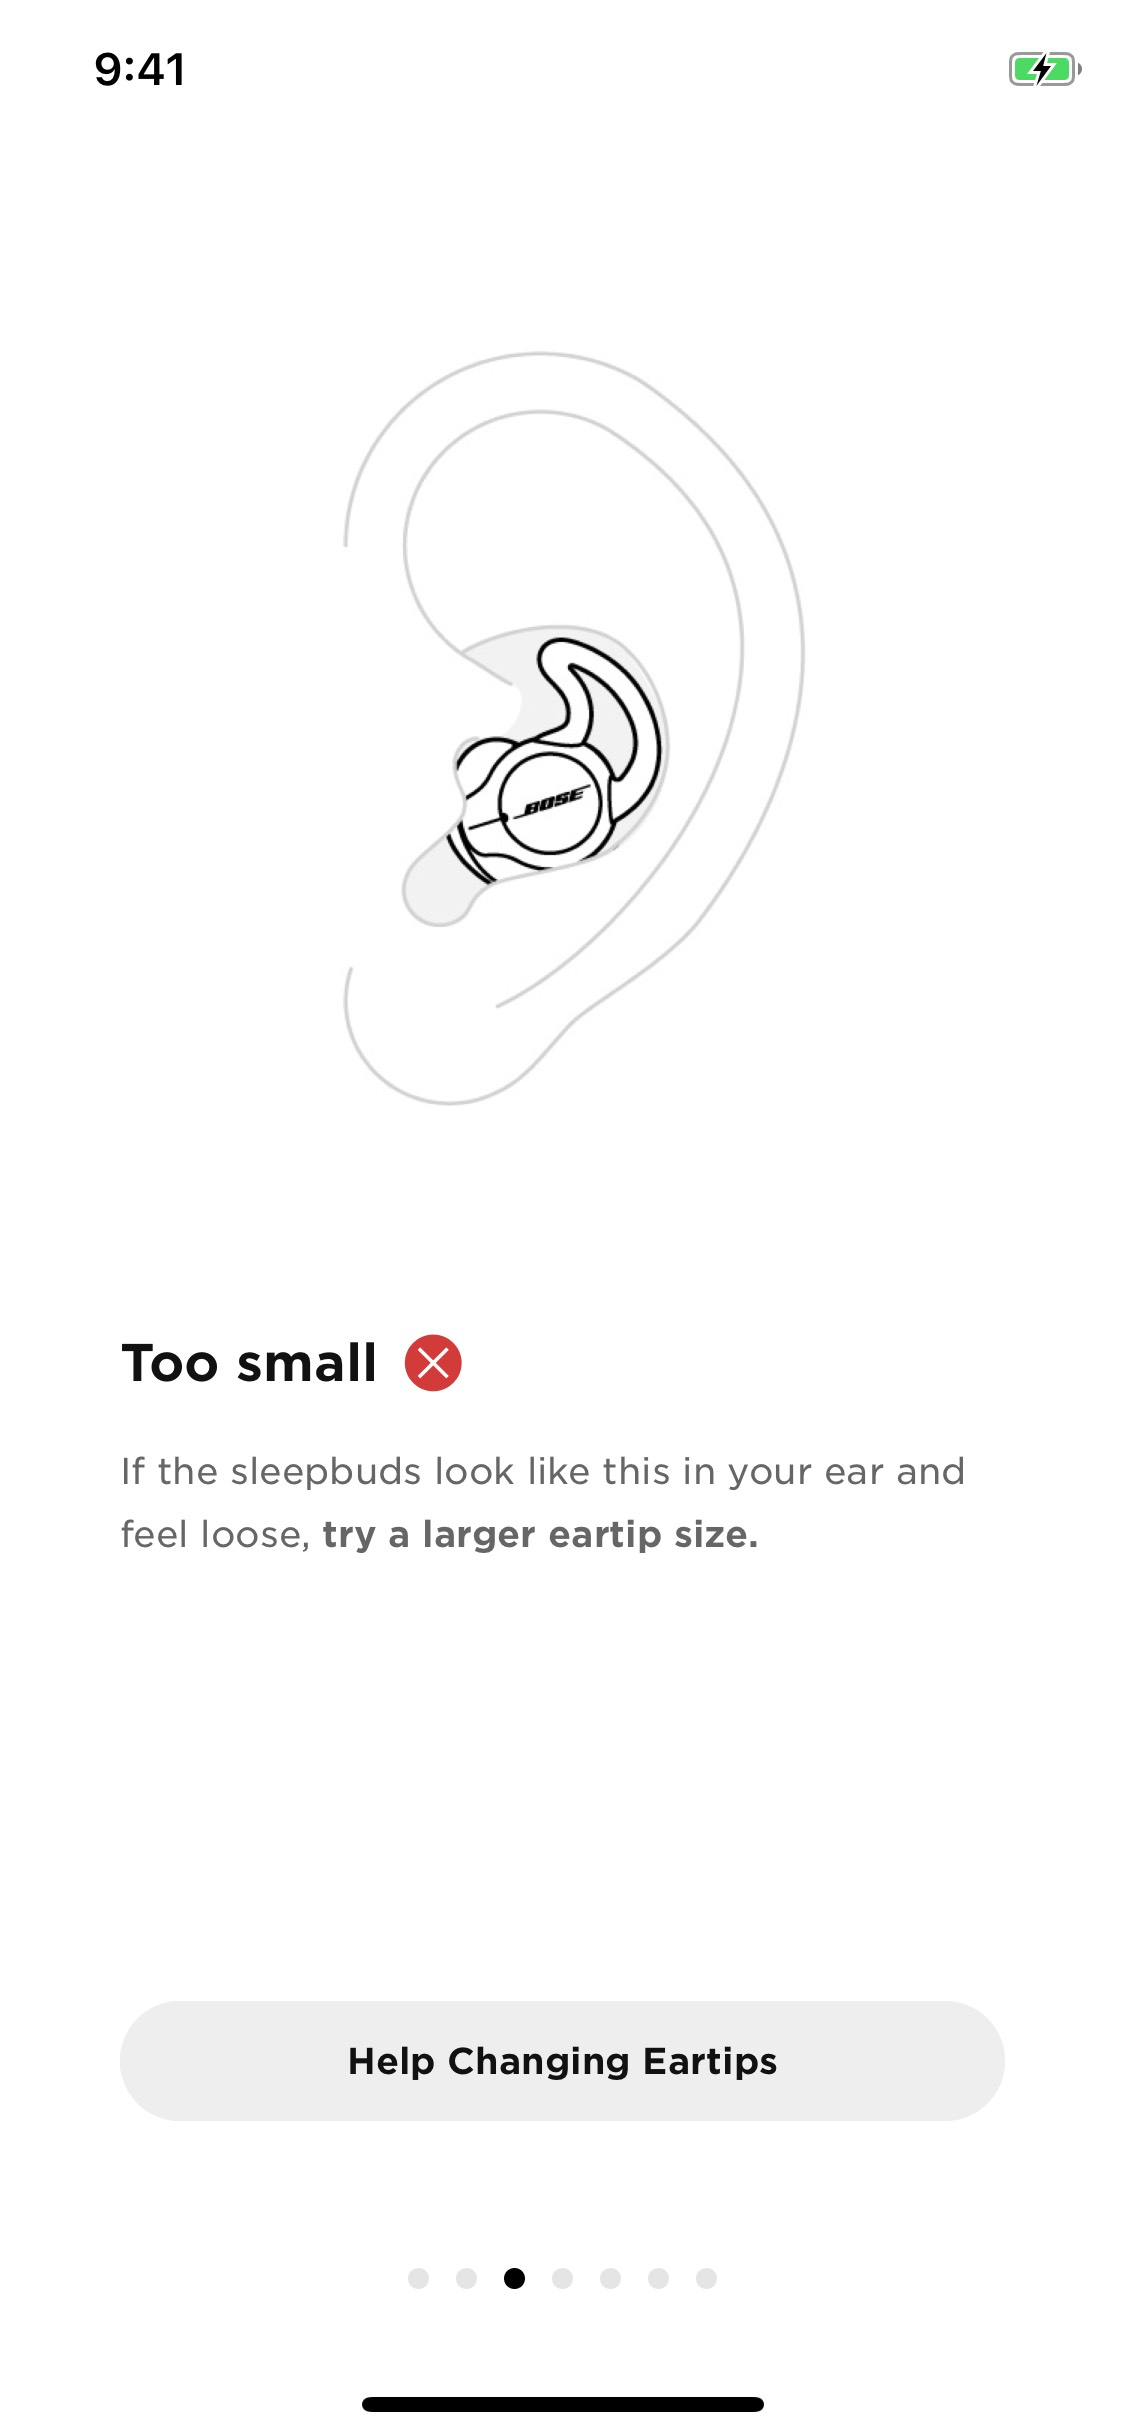 9:41
BOSE
Too small
If the sleepbuds look like this in your ear and
feel loose, try a larger eartip size.
Help Changing Eartips